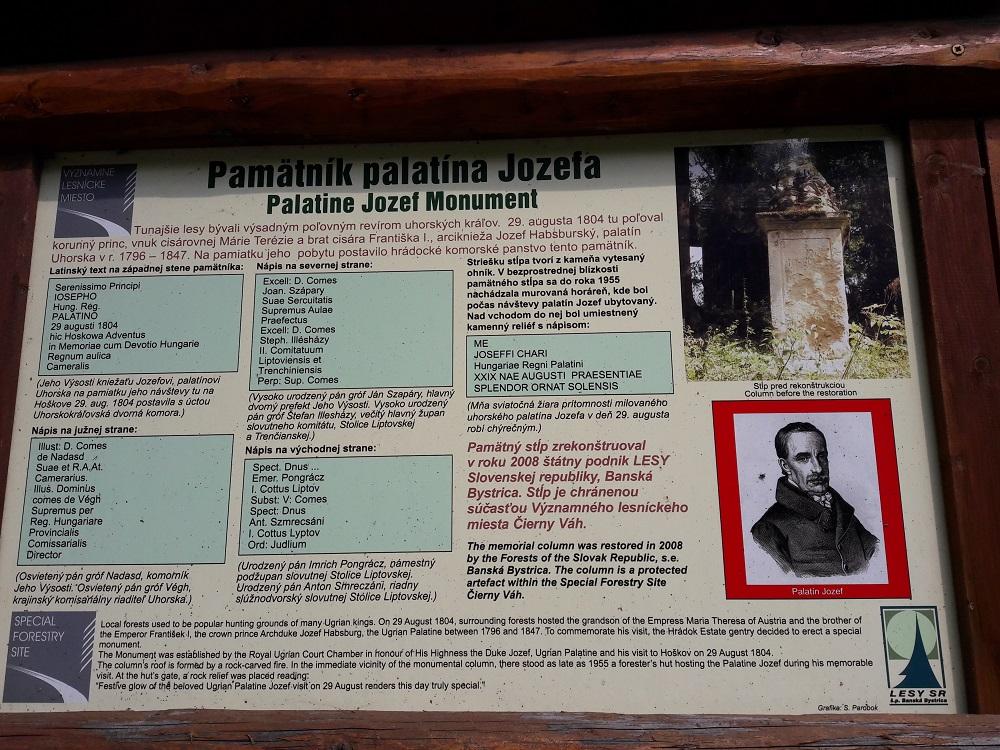 VÝZNAMNÉ
LESNÍCKE
MIESTO
Pamätník palatína Jozefa
Palatine Jozef Monument
Tunajšie lesy bývali výsadným poľovným revírom uhorských kráľov. 29. augusta 1804 tu poľoval
korunný princ, vnuk cisárovnej Márie Terézie a brat cisára Františka I., arciknieža Jozef Habsburský, palatín
Uhorska v r. 1796 – 1847. Na pamiatku jeho pobytu postavilo hrádocké komorské panstvo tento pamätník.
Latinský text na západnej stene pamätníka:
Serenissimo Principi
IOSEPHO
Hung. Reg.
PALATINO
29 augusti 1804
hic Hoskowa Adventus
in Memoriae cum Devotio Hungarie
Regnum aulica
Cameralis
(Jeho Výsosti kniežaťu Jozefovi, palatínovi
Uhorska na pamiatku jeho návštevy tu na
Hoškove 29. aug. 1804 postavila s úctou
Uhorskokráľovská dvorná komora.)
Nápis na južnej strane:
Illust: D. Comes
de Nadasd
Suae et R.A.At.
Camerarius.
Illus. Dominus
comes de Végh
Supremus per
Reg. Hungariare
Provincialis
Comissarialis
Director
(Osvietený pán gróf Nadasd, komorník
Jeho Výsosti. Osvietený pán gróf Végh,
krajinský komisariálny riaditeľ Uhorska.)
Nápis na severnej strane:
Excell: D. Comes
Joan. Szápary
Suae Sercuitatis
Supremus Aulae
Praefectus
Excell: D. Comes
Steph. Illésházy
II. Comitatuum
Liptoviensis et
Trenchiniensis
Perp: Sup. Comes
(Vysoko urodzený pán gróf Ján Szapáry, hlavný
dvorný prefekt Jeho Výsosti. Vysoko urodzený
pán gróf Štefan Illesházy, večitý hlavný župan
slovutneho komitátu, Stolice Liptovskej
a Trenčianskej.)
Nápis na východnej strane:
Spect. Dnus ...
Emer. Pongrácz
I. Cottus Liptov
Subst: V: Comes
Spect: Dnus
Ant. Szmrecsáni
I. Cottus Lyptov
Ord: Judlium
(Urodzený pán Imrich Pongrácz, námestný
podžupan slovutnej Stolice Liptovskej.
Urodzený pán Anton Smreczáni, riadny
slúžnodvorský slovutnej Stolice Liptovskej.)
Striešku stĺpa tvorí z kameňa vytesaný
ohník. V bezprostrednej blízkosti
pamätného stĺpa sa do roka 1955
náchádzala murovaná horáreň, kde bol
počas návštevy palatín Jozef ubytovaný.
Nad vchodom do nej bol umiestnený
kamenný reliéf s nápisom:
ME
JOSEFFI CHARI
Hungariae Regni Palatini
XXIX NAE AUGUSTI PRAESENTIAE
SPLENDOR ORNAT SOLENSIS
(Mňa sviatočná žiara prítomnosti milovaného
uhorského palatína Jozefa v deň 29. augusta
robí chýrečným.)
Pamätný stĺp zrekonštruoval
v roku 2008 štátny podnik LESY
Slovenskej republiky, Banská
Bystrica. Stĺp je chránenou
súčasťou Významného lesníckeho
miesta Čierny Váh.
The memorial column was restored in 2008
by the Forests of the Slovak Republic, s.e.
Banská Bystrica. The column is a protected
artefact within the Special Forestry Site
Čierny Váh.
Stĺp pred rekonštrukciou
Column before the restoration
Palatín Jozef
SPECIAL
FORESTRY
SITE
Local forests used to be popular hunting grounds of many Ugrian kings. On 29 August 1804, surrounding forests hosted the grandson of the Empress Maria Theresa of Austria and the brother of
the Emperor František I, the crown prince Archduke Jozef Habsburg, the Ugrian Palatine between 1796 and 1847. To commemorate his visit, the Hrádok Estate gentry decided to erect a special
monument.
The Monument was established by the Royal Ugrian Court Chamber in honour of His Highness the Duke Jozef, Ugrian Palatine and his visit to Hoškov on 29 August 1804.
The column's roof is formed by a rock-carved fire. In the immediate vicinity of the monumental column, there stood as late as 1955 a forester's hut hosting the Palatine Jozef during his memorable
visit. At the hut's gate, a rock relief was placed reading:
"Festive glow of the beloved Ugrian Palatine Jozef visit on 29 August renders this day truly special."
LESY SR
š.p. Banská Bystrica
Grafika: S. Parobok